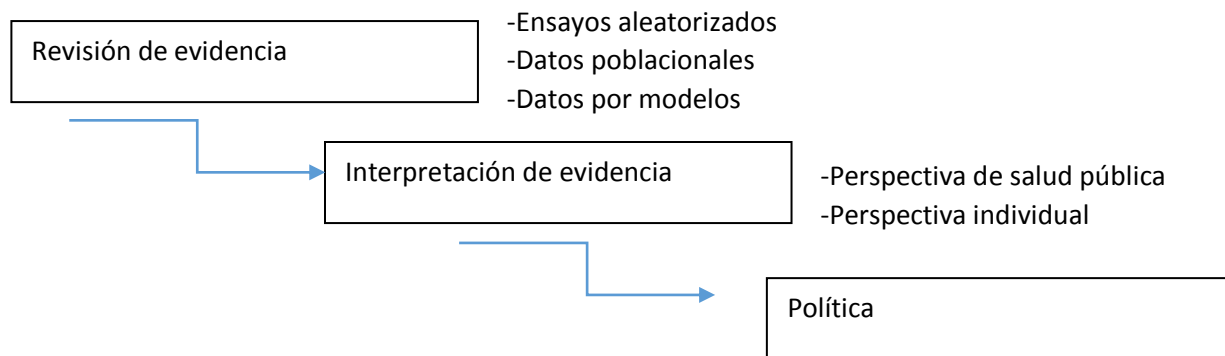 Revisión de evidencia
-Ensayos aleatorizados
-Datos poblacionales
-Datos por modelos
Interpretación de evidencia
-Perspectiva de salud pública
-Perspectiva individual
Política